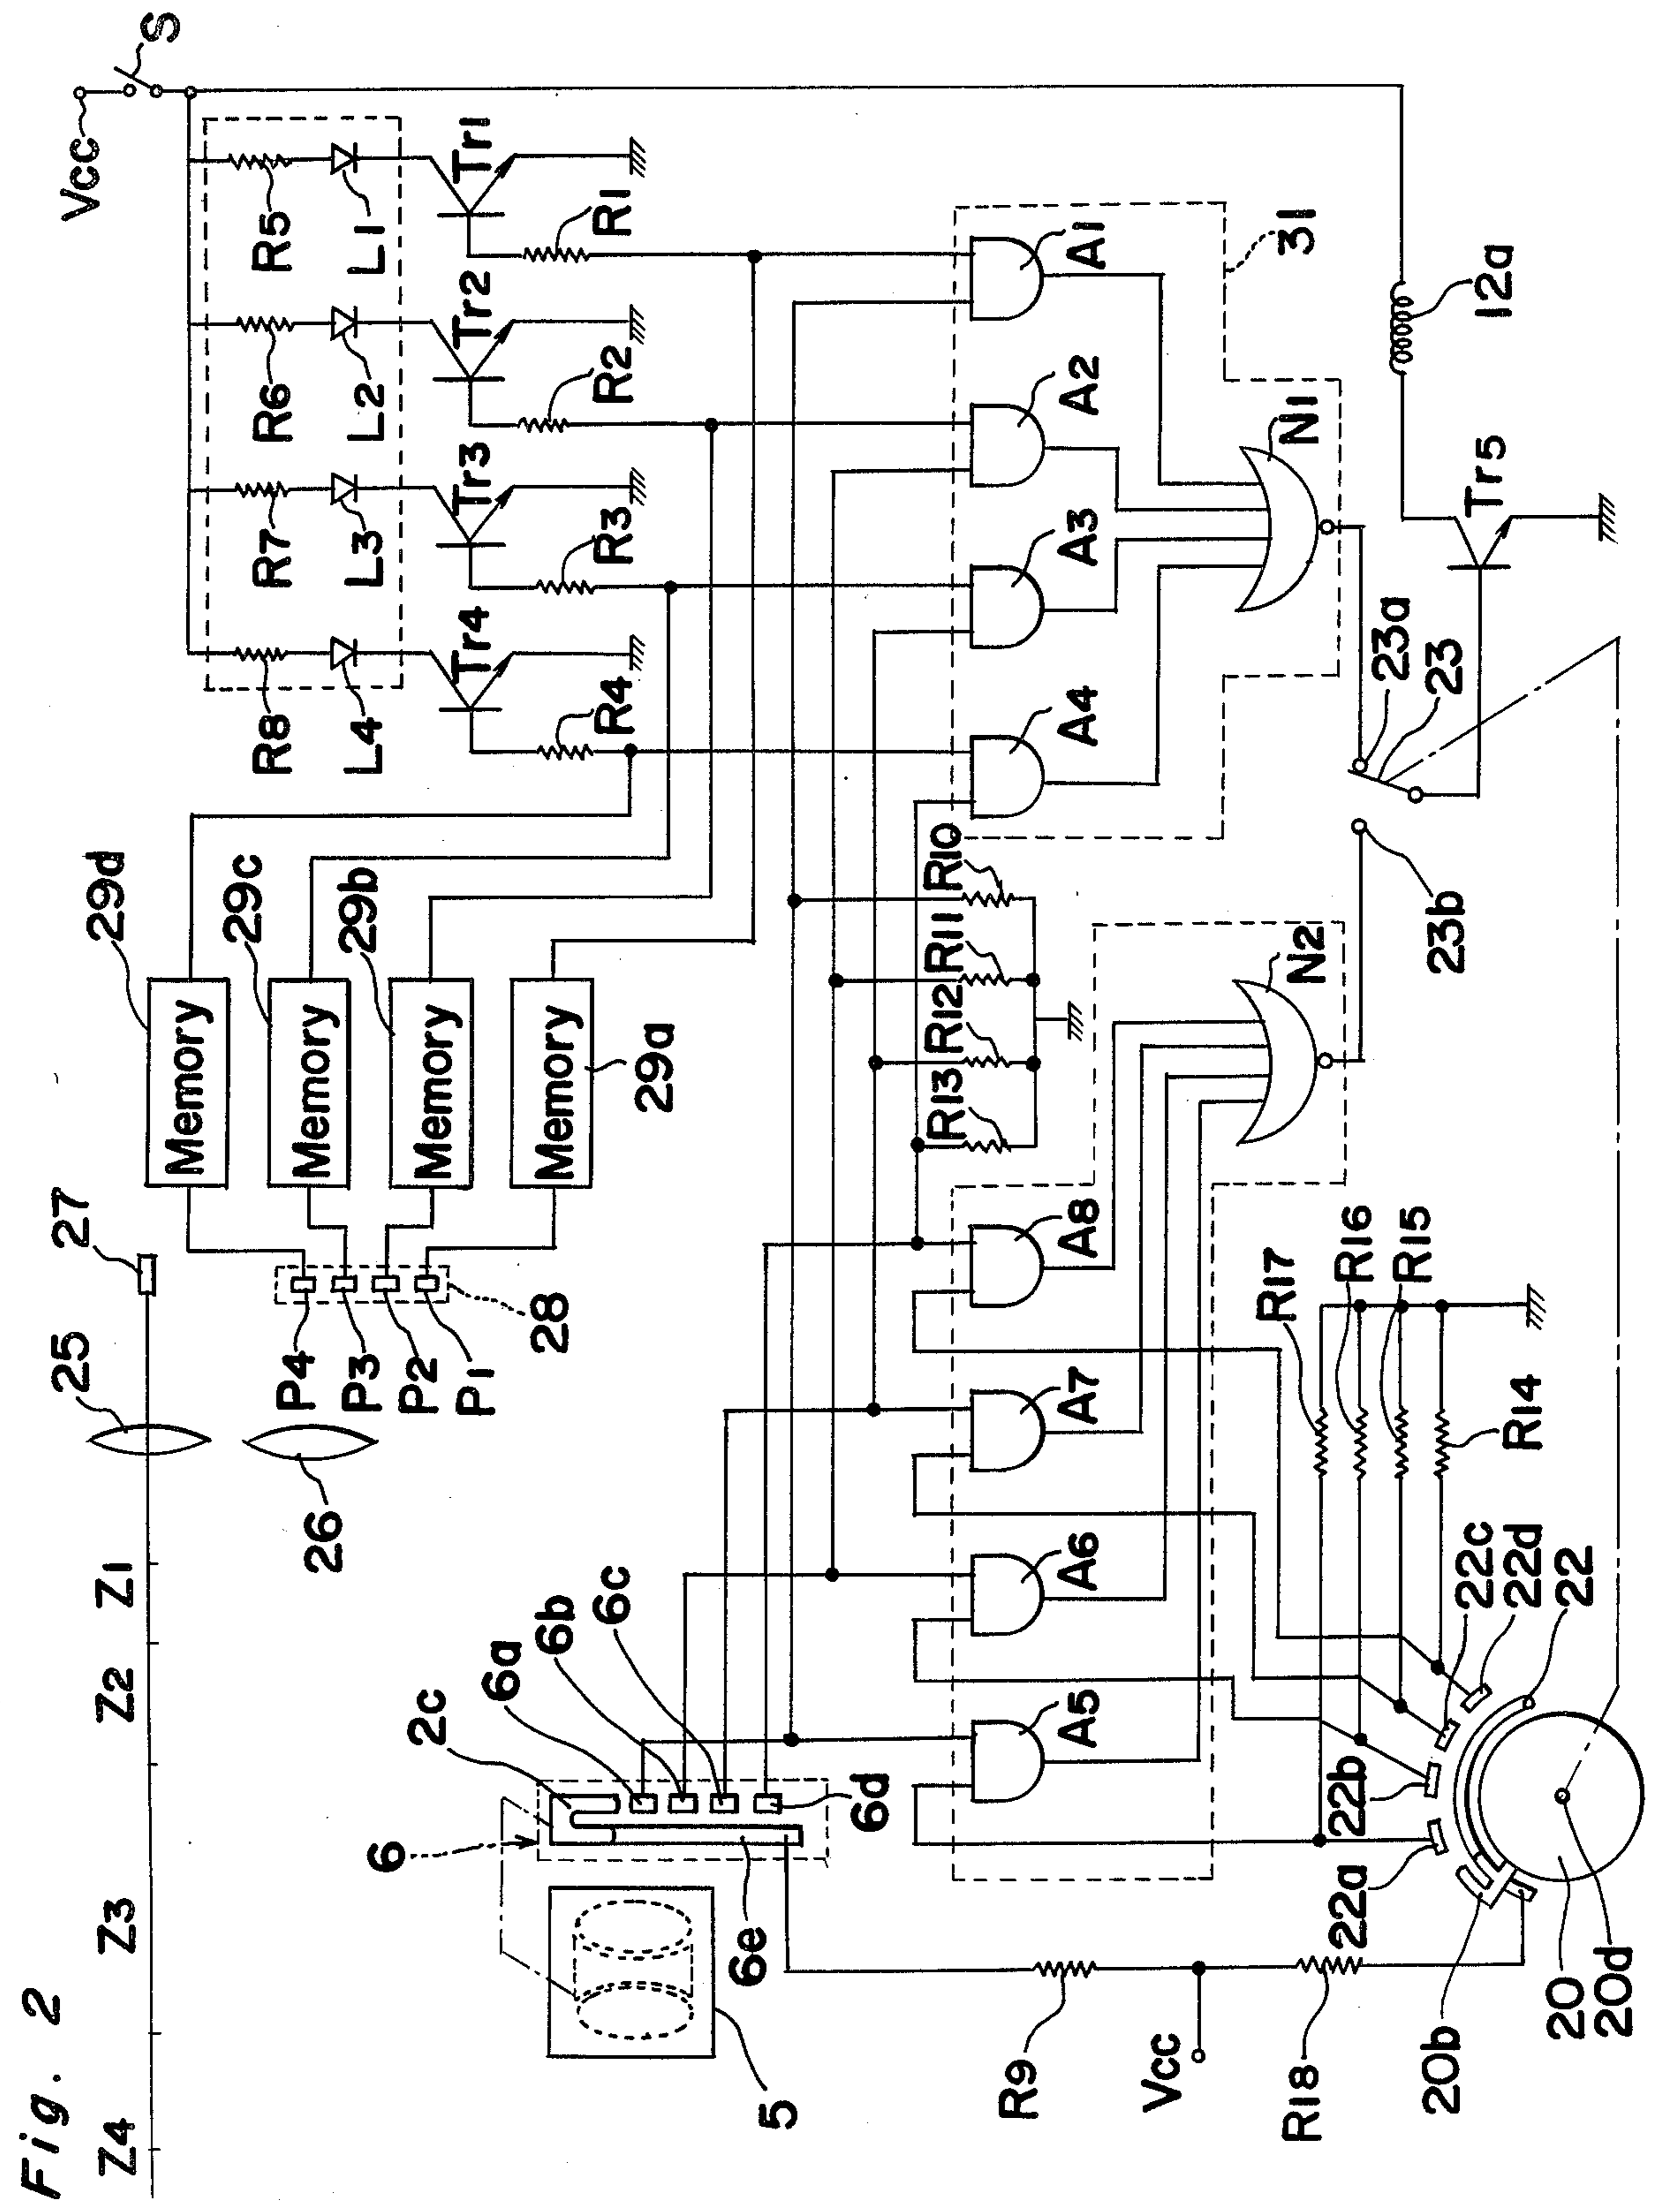 Fig. 2
Z4
Z3
Z2
Z1
25
27
26
P4
P3
P2
P1
28
29d
29c
29b
29a
Memory
Memory
Memory
Memory
Vcc
S
R8
R7
R6
R5
L4
L3
L2
L1
Tr4
Tr3
Tr2
Tr1
R4
R3
R2
R1
5
6
2c
6a
6b
6c
6d
6e
A5
A6
A7
A8
R13
R12
R11
R10
A4
A3
A2
A1
31
N2
N1
R9
Vcc
R18
R17
R16
R15
R14
22a
22b
22c
22d
22
20b
20
20d
23b
23a
23
Tr5
12a